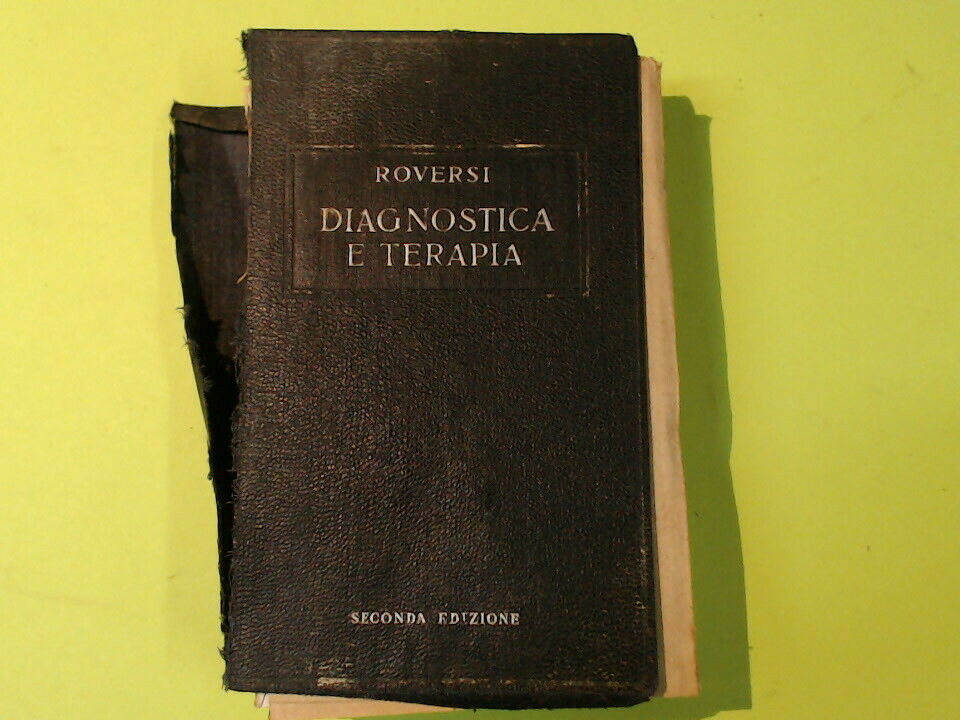 ROVERSI
DIAGNOSTICA
E TERAPIA
SECONDA EDIZIONE